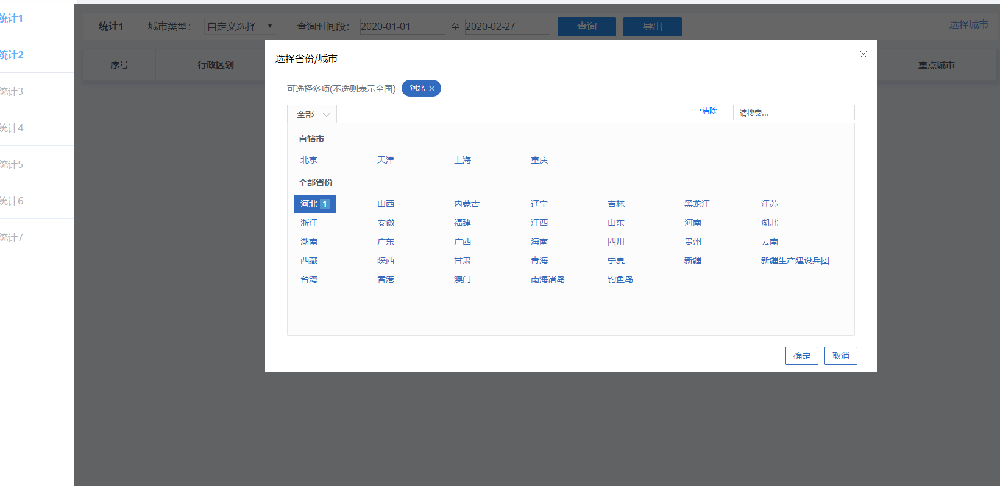 统计1
统计2
统计3
统计4
统计5
统计6
统计7
统计1 城市类型： 自定义选择 查询时间段： 2020-01-01 至 2020-02-27 查询 导出 选择城市
序号 行政区划 重点城市
选择省份/城市
可选择多项(不选则表示全国) 河北
全部 清除 请搜索...
直辖市
北京 天津 上海 重庆
全部省份
河北 1 山西 内蒙古 辽宁 吉林 黑龙江 江苏
浙江 安徽 福建 江西 山东 河南 湖北
湖南 广东 广西 海南 四川 贵州 云南
西藏 陕西 甘肃 青海 宁夏 新疆 新疆生产建设兵团
台湾 香港 澳门 南海诸岛 钓鱼岛
确定 取消